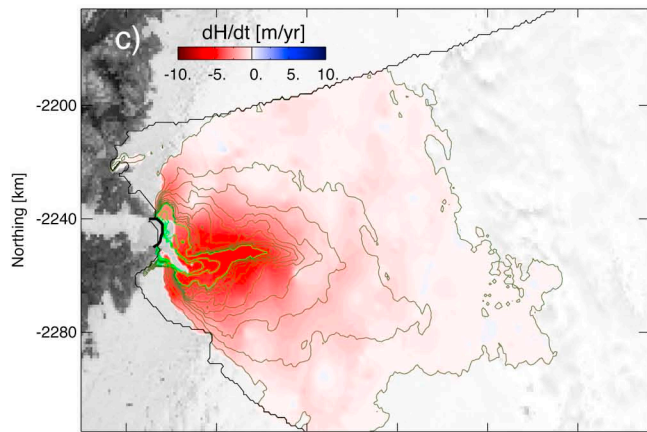 c)
dH/dt [m/yr]
-10. -5. 0. 5. 10.
-2200
-2240
-2280
Northing [km]